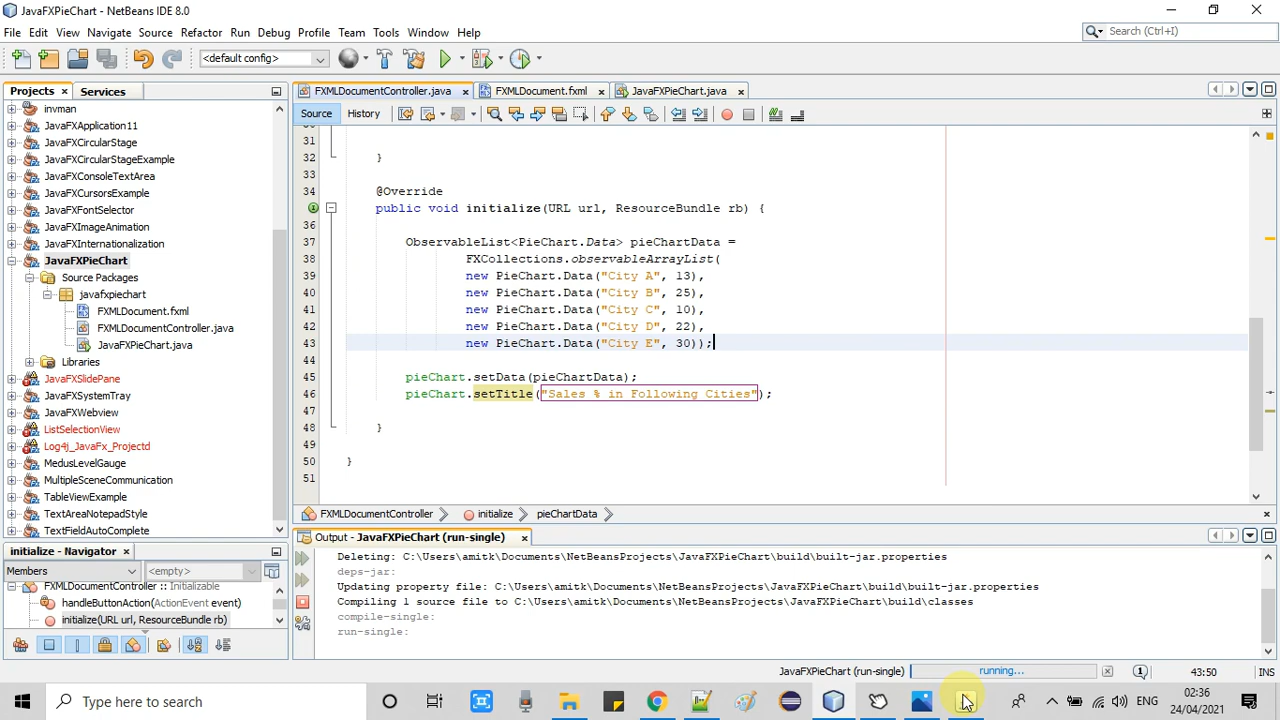 JavaFXPieChart - NetBeans IDE 8.0
File Edit View Navigate Source Refactor Run Debug Profile Team Tools Window Help
Search (Ctrl+I)
<default config>
Projects
Services
FXMLDocumentController.java
FXMLDocument.fxml
JavaFXPieChart.java
Source
History
invman
JavaFXApplication11
JavaFXCircularStage
JavaFXCircularStageExample
JavaFXConsoleTextArea
JavaFXCursorsExample
JavaFXFontSelector
JavaFXImageAnimation
JavaFXInternationalization
JavaFXPieChart
Source Packages
javafxpiechart
FXMLDocument.fxml
FXMLDocumentController.java
JavaFXPieChart.java
Libraries
JavaFXSlidePane
JavaFXSystemTray
JavaFXWebview
ListSelectionView
Log4j_JavaFx_Projectd
MedusLevelGauge
MultipleSceneCommunication
TableViewExample
TextAreaNotepadStyle
TextFieldAutoComplete
31
32 }
33
34 @Override
public void initialize(URL url, ResourceBundle rb) {
36
37 ObservableList<PieChart.Data> pieChartData =
38 FXCollections.observableArrayList(
39 new PieChart.Data("City A", 13),
40 new PieChart.Data("City B", 25),
41 new PieChart.Data("City C", 10),
42 new PieChart.Data("City D", 22),
43 new PieChart.Data("City E", 30));
44
45 pieChart.setData(pieChartData);
46 pieChart.setTitle("Sales % in Following Cities");
47
48 }
49
50 }
51
FXMLDocumentController
initialize
pieChartData
initialize - Navigator
Members
<empty>
FXMLDocumentController :: Initializable
handleButtonAction(ActionEvent event)
initialize(URL url, ResourceBundle rb)
Output - JavaFXPieChart (run-single)
Deleting: C:\Users\amitk\Documents\NetBeansProjects\JavaFXPieChart\build\built-jar.properties
deps-jar:
Updating property file: C:\Users\amitk\Documents\NetBeansProjects\JavaFXPieChart\build\built-jar.properties
Compiling 1 source file to C:\Users\amitk\Documents\NetBeansProjects\JavaFXPieChart\build\classes
compile-single:
run-single:
JavaFXPieChart (run-single)
running...
43:50
INS
Type here to search
ENG
ENG
02:36
24/04/2021